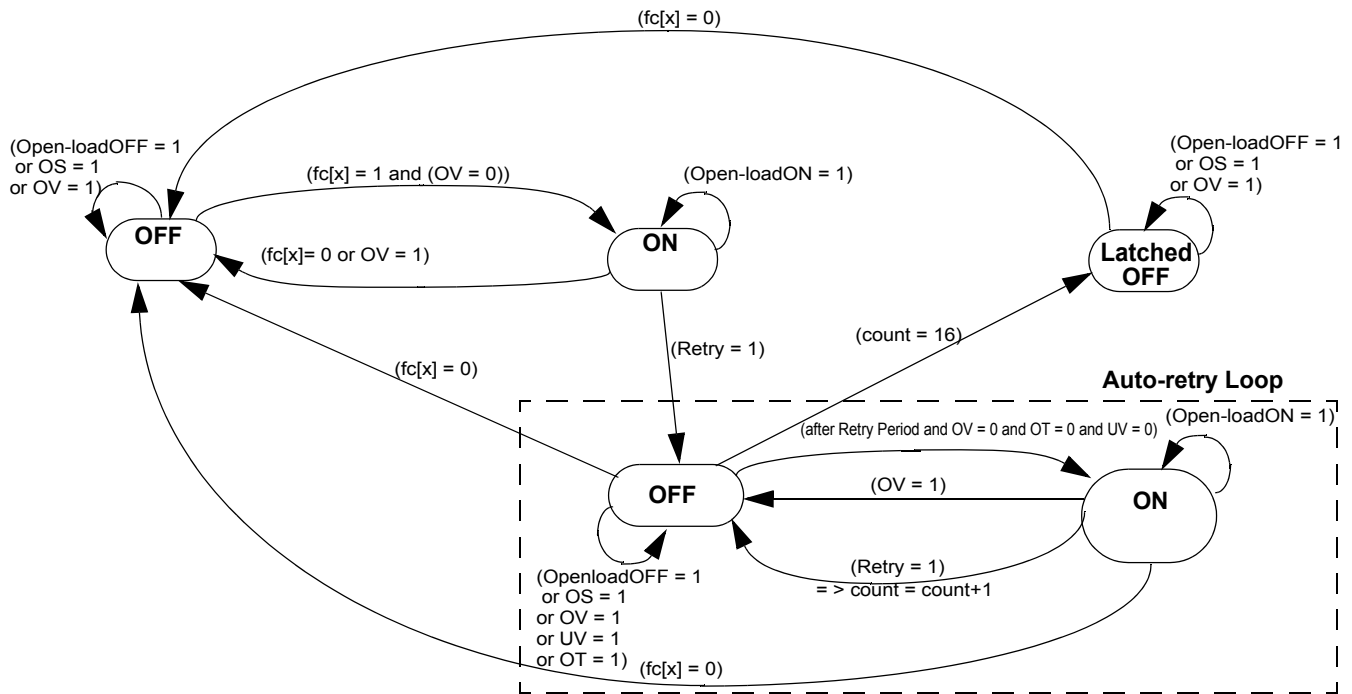 (fc[x] = 0)
(Open-loadOFF = 1
or OS = 1
or OV = 1)
(fc[x] = 1 and (OV = 0))
(Open-loadON = 1)
(Open-loadOFF = 1
or OS = 1
or OV = 1)
OFF
ON
(fc[x]= 0 or OV = 1)
Latched
OFF
(Retry = 1)
(count = 16)
(fc[x] = 0)
Auto-retry Loop
(Open-loadON = 1)
(after Retry Period and OV = 0 and OT = 0 and UV = 0)
OFF
(OV = 1)
ON
(Retry = 1)
= > count = count+1
(OpenloadOFF = 1
or OS = 1
or OV = 1
or UV = 1
or OT = 1)
(fc[x] = 0)